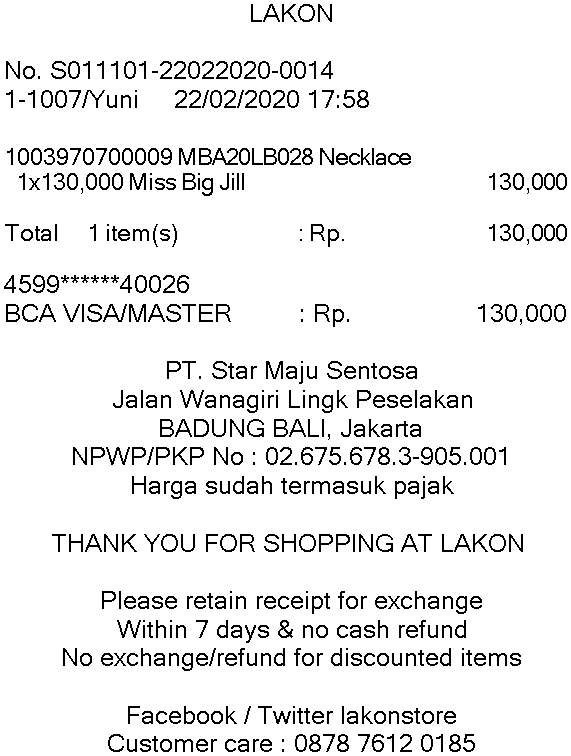 LAKON
No. S011101-22022020-0014
1-1007/Yuni 22/02/2020 17:58
1003970700009 MBA20LB028 Necklace
1x130,000 Miss Big Jill 130,000
Total 1 item(s) : Rp. 130,000
4599******40026
BCA VISA/MASTER : Rp. 130,000
PT. Star Maju Sentosa
Jalan Wanagiri Lingk Peselakan
BADUNG BALI, Jakarta
NPWP/PKP No : 02.675.678.3-905.001
Harga sudah termasuk pajak
THANK YOU FOR SHOPPING AT LAKON
Please retain receipt for exchange
Within 7 days & no cash refund
No exchange/refund for discounted items
Facebook / Twitter lakonstore
Customer care : 0878 7612 0185